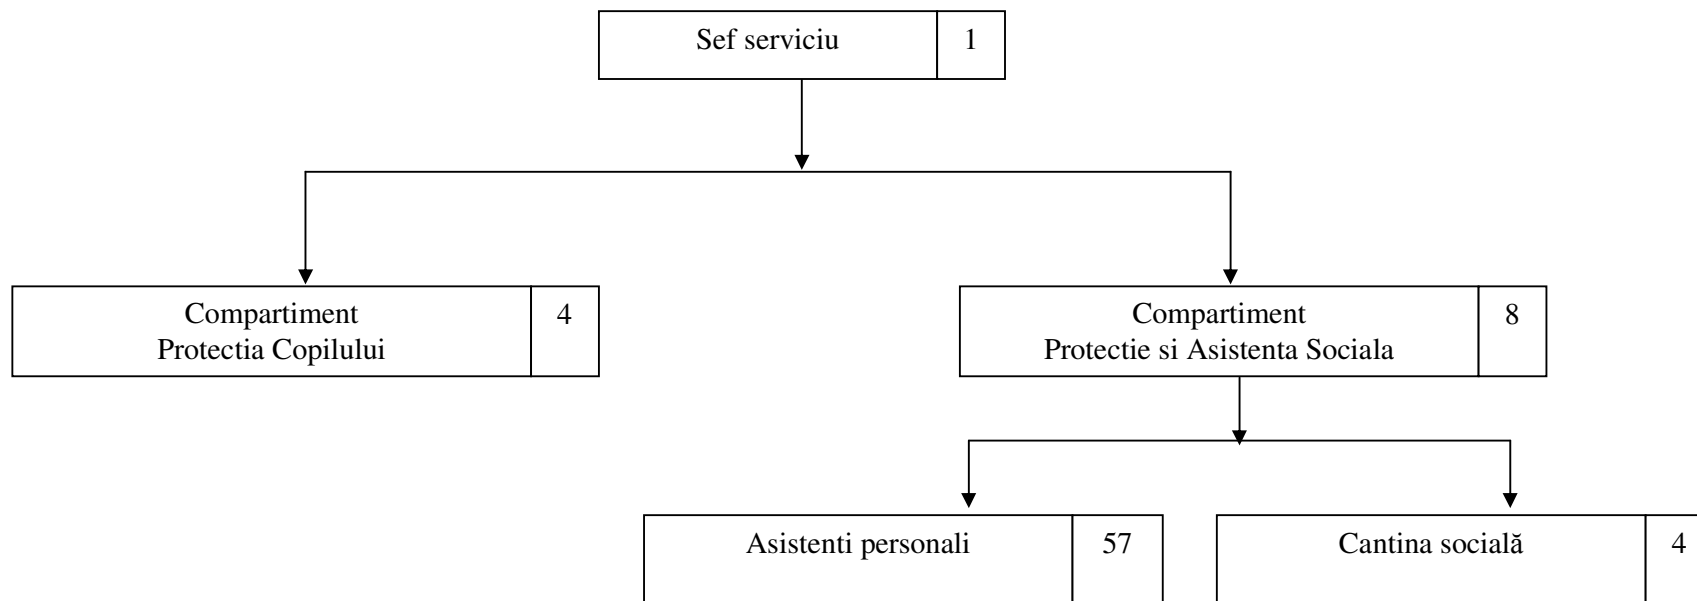 Sef serviciu 1
Compartiment 4
Protectia Copilului
Compartiment 8
Protectie si Asistenta Sociala
Asistenti personali 57
Cantina socială 4